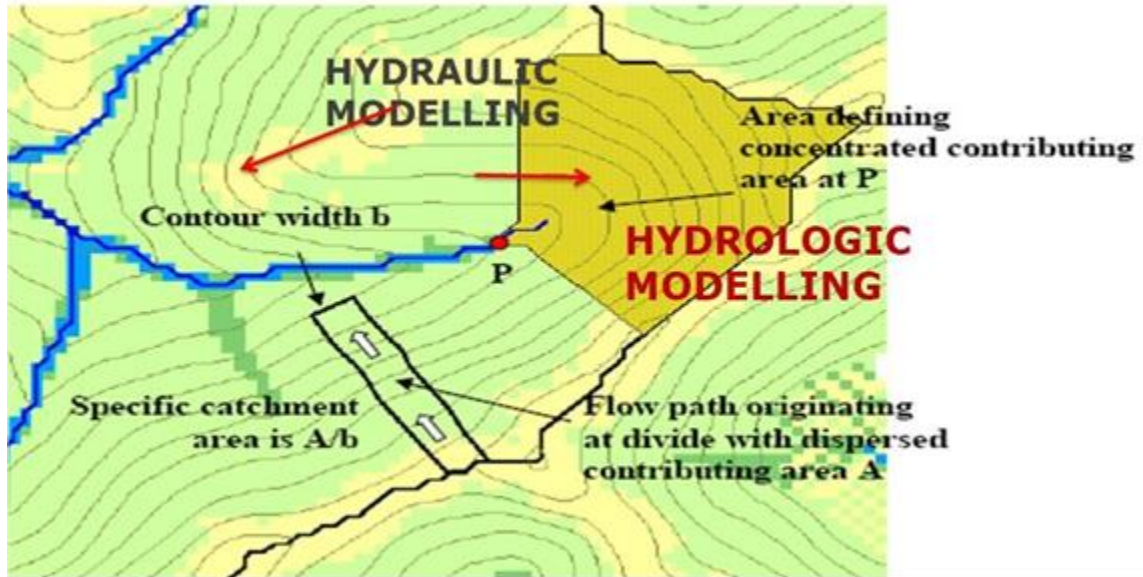 HYDRAULIC
MODELLING
Area defining
concentrated contributing
area at P
Contour width b
HYDROLOGIC
MODELLING
P
Specific catchment
area is A/b
Flow path originating
at divide with dispersed
contributing area A